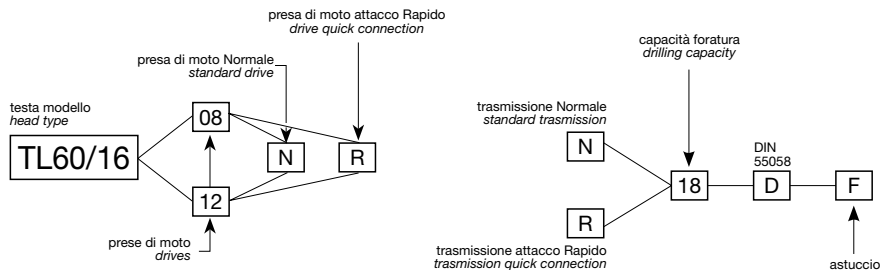 presa di moto attacco Rapido
drive quick connection
presa di moto Normale
standard drive
testa modello
head type
TL60/16
08
N
R
12
prese di moto
drives
capacità foratura
drilling capacity
trasmissione Normale
standard trasmission
N
18
DIN
55058
D
F
R
trasmissione attacco Rapido
trasmission quick connection
astuccio